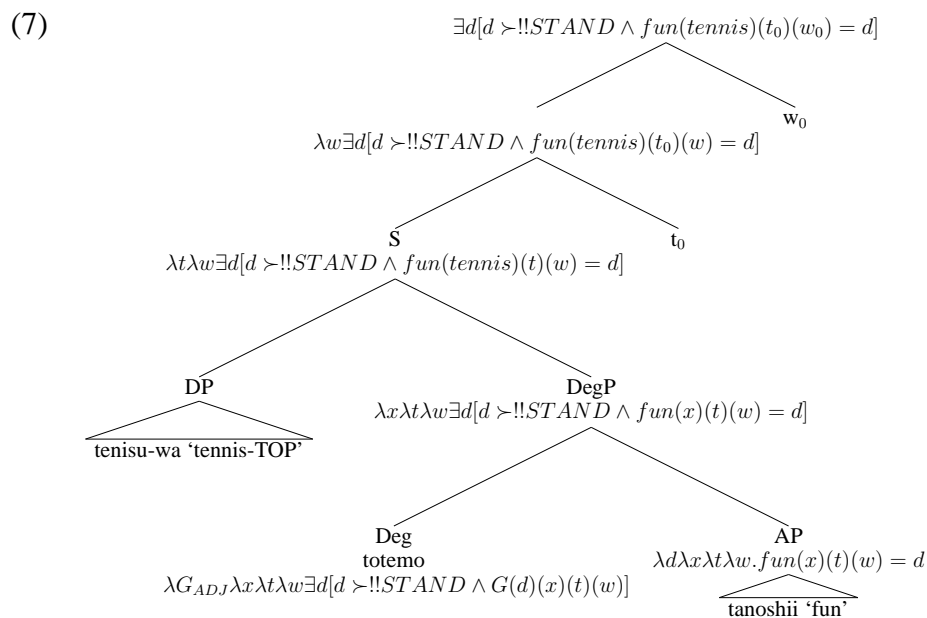 (7)
∃d[d ≻!!STAND ∧ fun(tennis)(t₀)(w₀) = d]
w₀
λw∃d[d ≻!!STAND ∧ fun(tennis)(t₀)(w) = d]
S
t₀
λtλw∃d[d ≻!!STAND ∧ fun(tennis)(t)(w) = d]
DP
DegP
λxλtλw∃d[d ≻!!STAND ∧ fun(x)(t)(w) = d]
tenisu-wa ‘tennis-TOP’
Deg
AP
totemo
λdλxλtλw.fun(x)(t)(w) = d
λG_ADJλxλtλw∃d[d ≻!!STAND ∧ G(d)(x)(t)(w)]
tanoshii ‘fun’